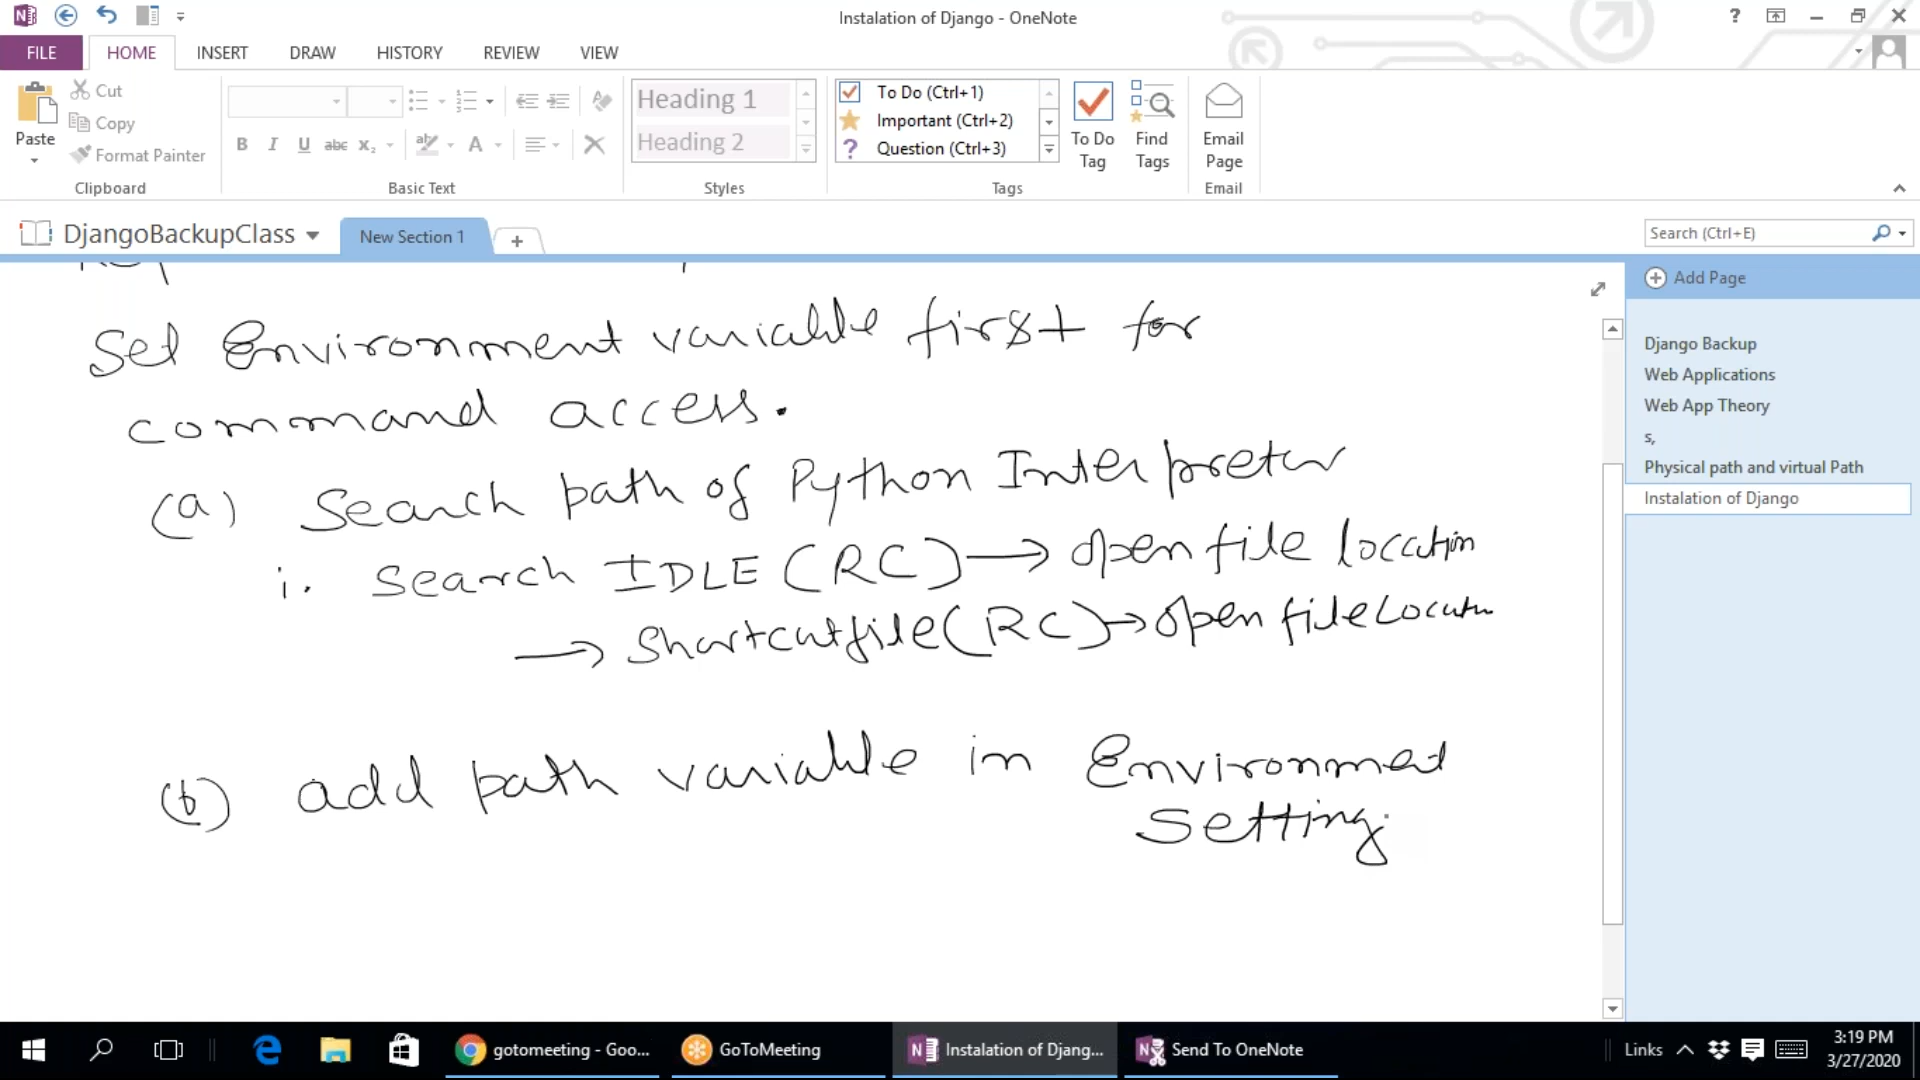 Instalation of Django - OneNote
FILE HOME INSERT DRAW HISTORY REVIEW VIEW
Paste
Cut
Copy
Format Painter
Clipboard
Basic Text
Heading 1
Heading 2
Styles
To Do (Ctrl+1)
Important (Ctrl+2)
Question (Ctrl+3)
Tags
To Do
Tag
Find
Tags
Email
Page
Email
DjangoBackupClass
New Section 1
Search (Ctrl+E)
Set Environment variable first for
command access.
(a) Search path of Python Interpreter
i. Search IDLE (RC) → open file location
→ Shortcutfile (RC) → open file Locatn
(b) add path variable in Environmet
Setting
Add Page
Django Backup
Web Applications
Web App Theory
s,
Physical path and virtual Path
Instalation of Django
gotomeeting - Goo...
GoToMeeting
Instalation of Djang...
Send To OneNote
Links
3:19 PM
3/27/2020